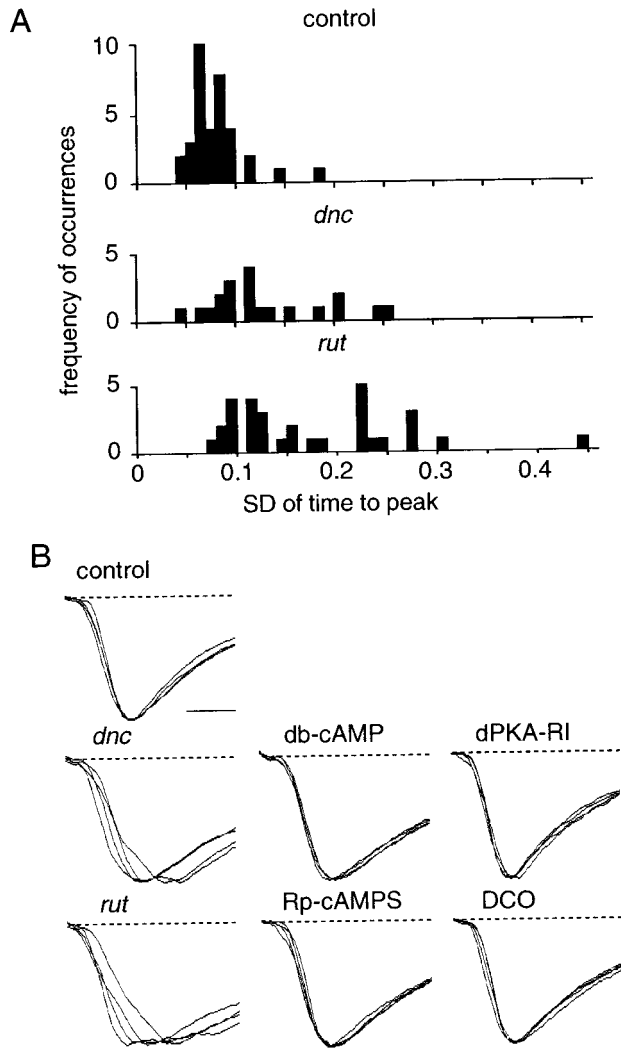 A
control
10
5
0
dnc
5
0
rut
5
0
0 0.1 0.2 0.3 0.4
frequency of occurrences
SD of time to peak
B
control
dnc db-cAMP dPKA-RI
rut Rp-cAMPS DCO